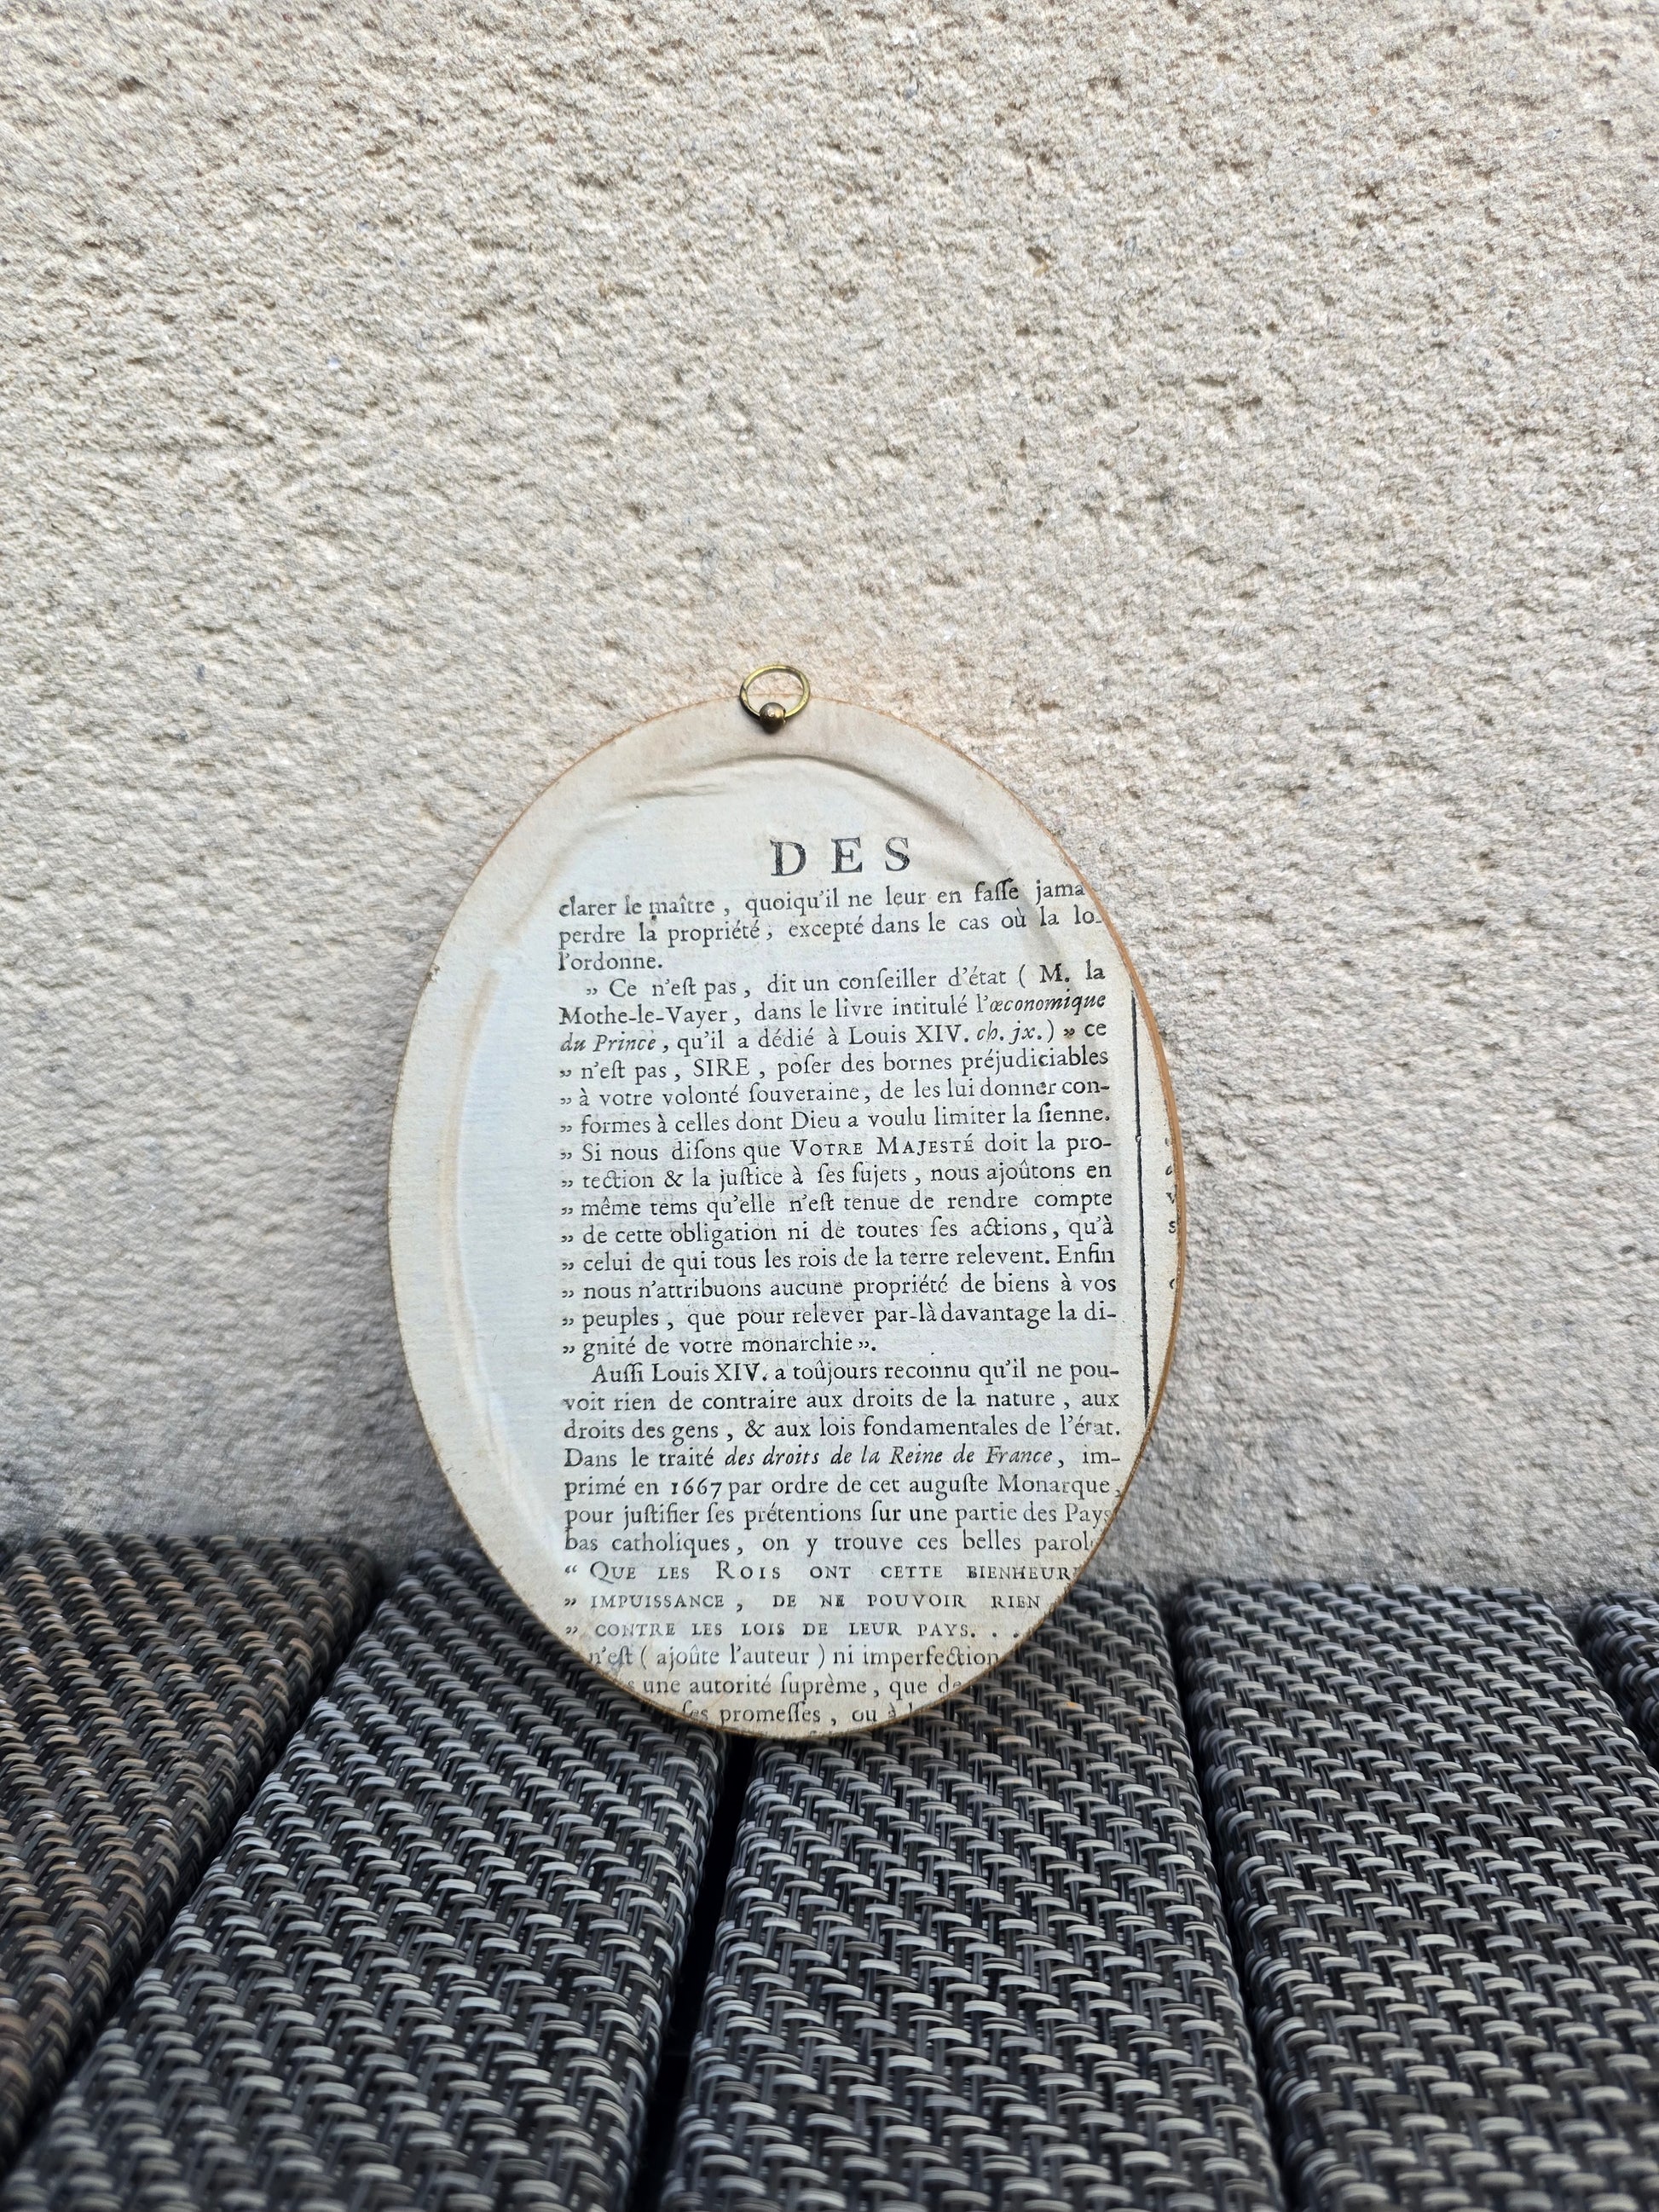 DES
clarer le maître, quoiqu'il ne leur en faſſe jama
perdre la propriété, excepté dans le cas où la lo
l'ordonne.
» Ce n'eſt pas, dit un conſeiller d'état ( M. la
Mothe-le-Vayer, dans le livre intitulé l'œconomique
du Prince, qu'il a dédié à Louis XIV. ch. jx.) » ce
» n'eſt pas, SIRE, poſer des bornes préjudiciables
» à votre volonté ſouveraine, de les lui donner con-
» formes à celles dont Dieu a voulu limiter la ſienne.
» Si nous diſons que VOTRE MAJESTÉ doit la pro-
» tection & la juſtice à ſes ſujets, nous ajoûtons en
» même tems qu'elle n'eſt tenue de rendre compte
» de cette obligation ni de toutes ſes actions, qu'à
» celui de qui tous les rois de la terre relevent. Enfin
» nous n'attribuons aucune propriété de biens à vos
» peuples, que pour relever par-là davantage la di-
» gnité de votre monarchie ».
Auſſi Louis XIV. a toûjours reconnu qu'il ne pou-
voit rien de contraire aux droits de la nature, aux
droits des gens, & aux lois fondamentales de l'état.
Dans le traité des droits de la Reine de France, im-
primé en 1667 par ordre de cet auguſte Monarque,
pour juſtifier ſes prétentions ſur une partie des Pays
bas catholiques, on y trouve ces belles parol
“ QUE LES ROIS ONT CETTE BIENHEUR
» IMPUISSANCE, DE NE POUVOIR RIEN
» CONTRE LES LOIS DE LEUR PAYS. . .
n'eſt ( ajoûte l'auteur ) ni imperfection
une autorité ſuprème, que de
ſes promeſſes, ou à